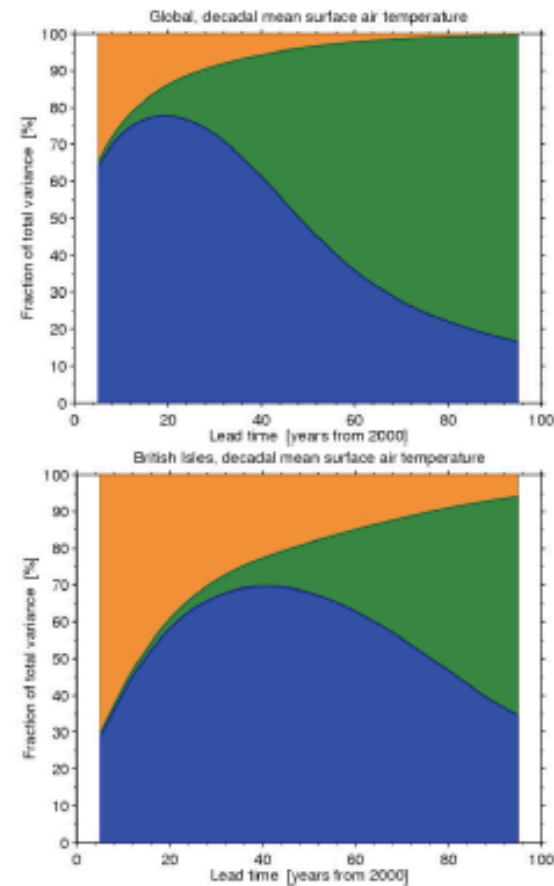 Global, decadal mean surface air temperature
Fraction of total variance [%]
100
90
80
70
60
50
40
30
20
10
0
0 20 40 60 80 100
Lead time [years from 2000]
British Isles, decadal mean surface air temperature
Fraction of total variance [%]
100
90
80
70
60
50
40
30
20
10
0
0 20 40 60 80 100
Lead time [years from 2000]